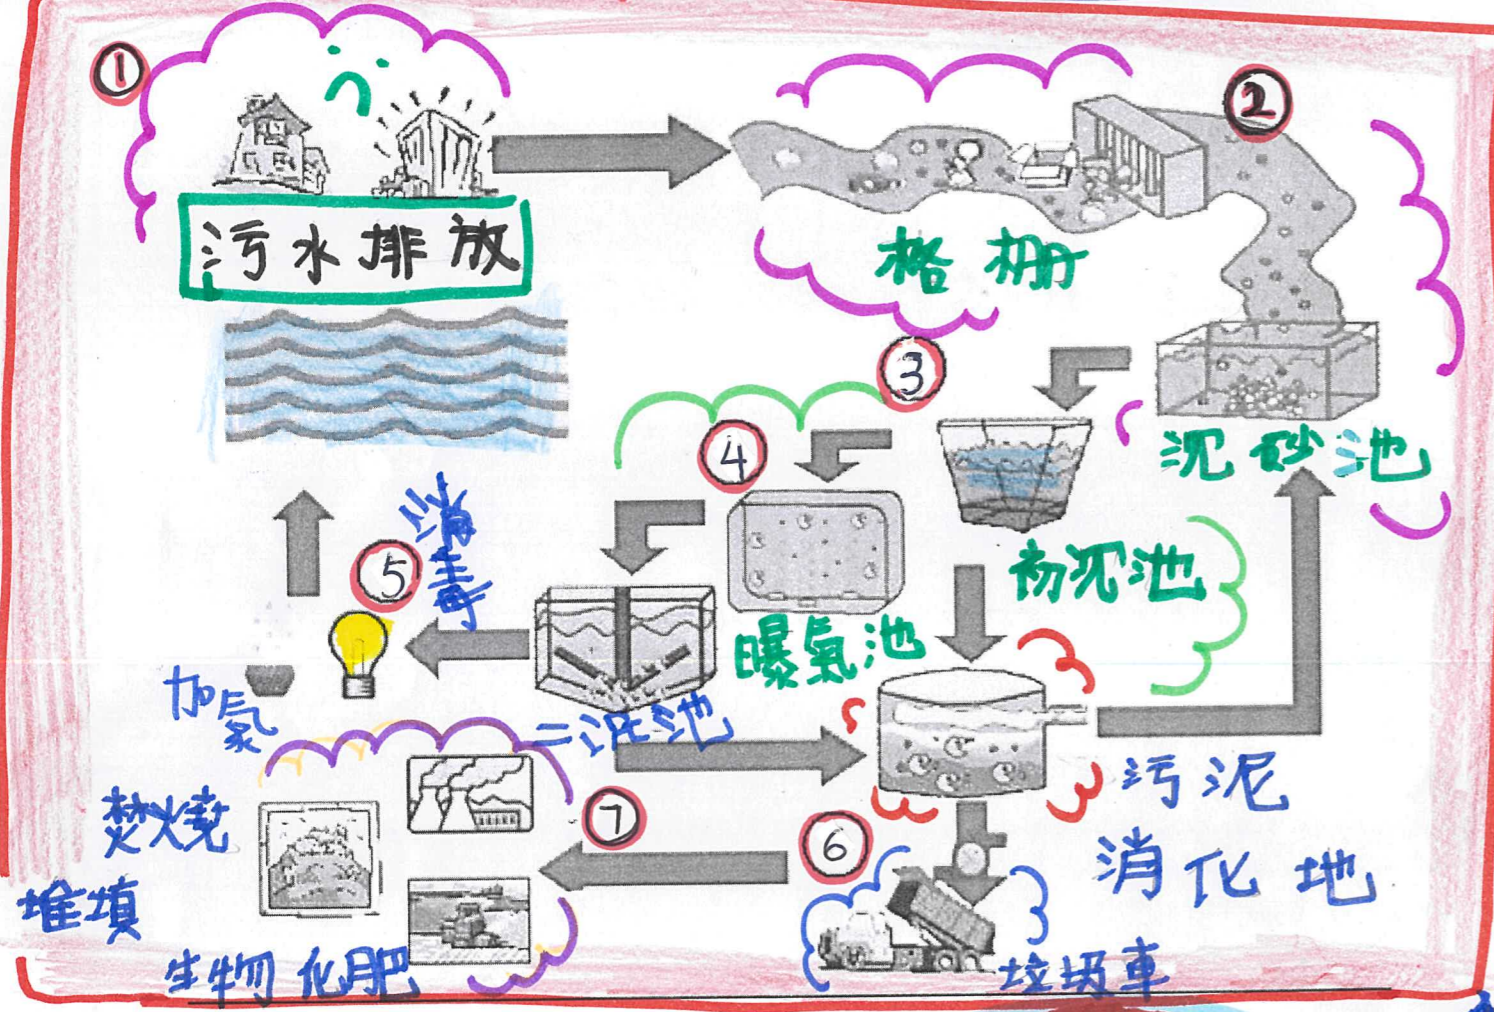 ①
污水排放
②
格栅
沉砂池
③
初沉池
④
曝氣池
二沉池
⑤
消毒
加氯
污泥
消化地
⑥
垃圾車
⑦
焚燒
堆填
生物化肥